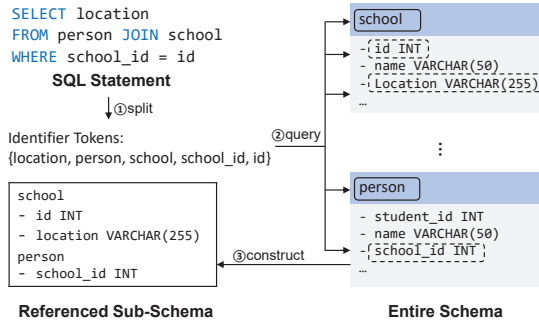 SELECT location
FROM person JOIN school
WHERE school_id = id
SQL Statement
①split
Identifier Tokens:
{location, person, school, school_id, id}
②query
school
- id INT
- location VARCHAR(255)
person
- school_id INT
③construct
Referenced Sub-Schema
school
- id INT
- name VARCHAR(50)
- Location VARCHAR(255)
…
⋮
person
- student_id INT
- name VARCHAR(50)
- school_id INT
…
Entire Schema